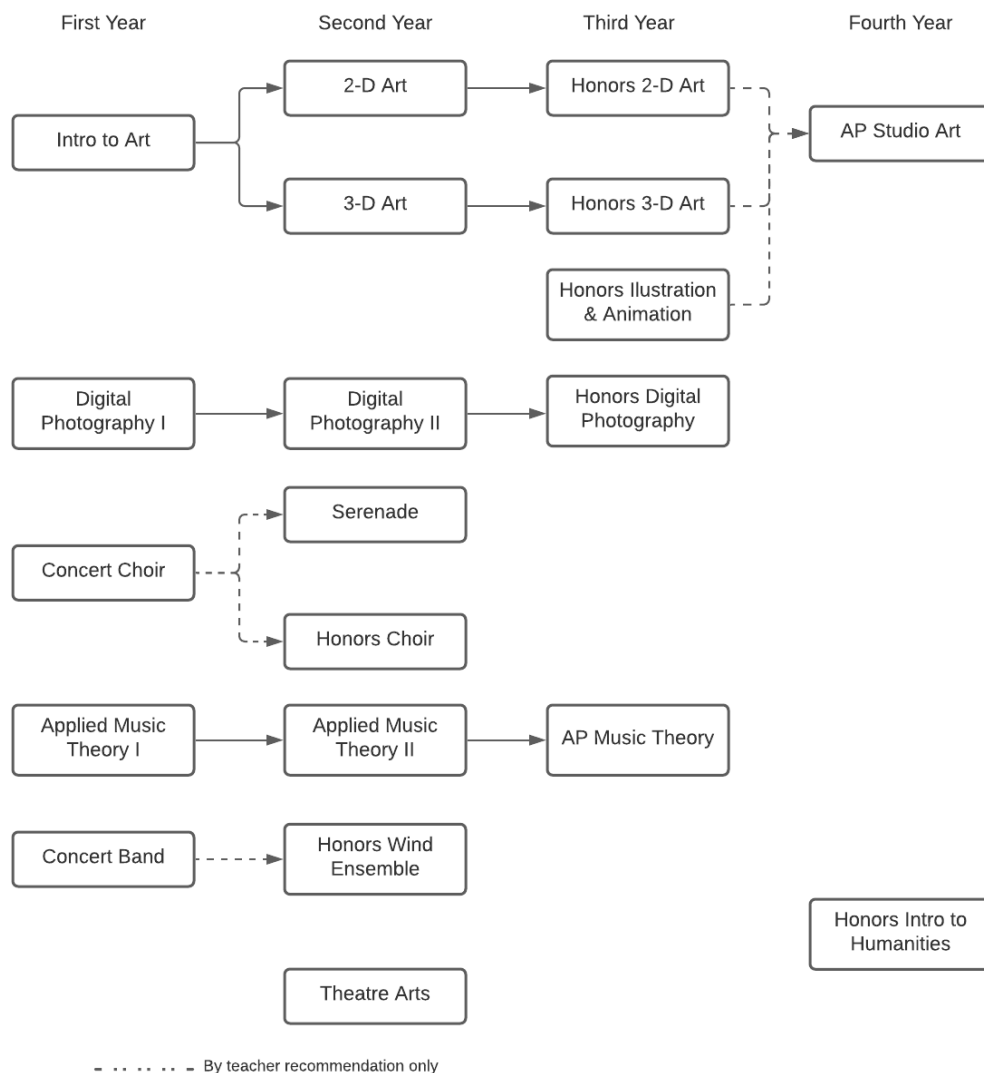 First Year
Second Year
Third Year
Fourth Year
2-D Art
Honors 2-D Art
Intro to Art
AP Studio Art
3-D Art
Honors 3-D Art
Honors Ilustration
& Animation
Digital
Photography I
Digital
Photography II
Honors Digital
Photography
Serenade
Concert Choir
Honors Choir
Applied Music
Theory I
Applied Music
Theory II
AP Music Theory
Concert Band
Honors Wind
Ensemble
Honors Intro to
Humanities
Theatre Arts
By teacher recommendation only